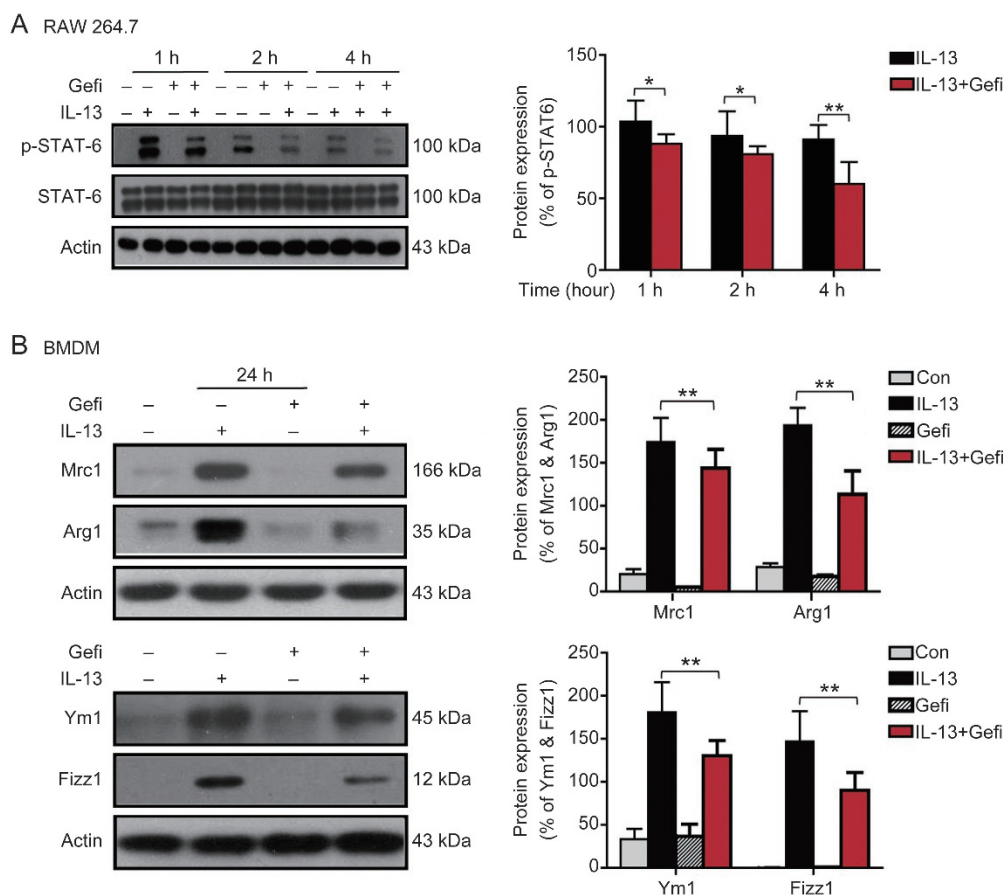 A RAW 264.7
1 h 2 h 4 h
Gefi – – + + – – – + – – + +
IL-13 – + – + – + – + + + + +
p-STAT-6 100 kDa
STAT-6 100 kDa
Actin 43 kDa
Protein expression
(% of p-STAT6)
150
100
50
0
* * **
Time (hour) 1 h 2 h 4 h
IL-13
IL-13+Gefi
B BMDM
24 h
Gefi – – + +
IL-13 – + – +
Mrc1 166 kDa
Arg1 35 kDa
Actin 43 kDa
Protein expression
(% of Mrc1 & Arg1)
250
200
150
100
50
0
** **
Mrc1 Arg1
Con
IL-13
Gefi
IL-13+Gefi
Gefi – – + +
IL-13 – + – +
Ym1 45 kDa
Fizz1 12 kDa
Actin 43 kDa
Protein expression
(% of Ym1 & Fizz1)
250
200
150
100
50
0
** **
Ym1 Fizz1
Con
IL-13
Gefi
IL-13+Gefi